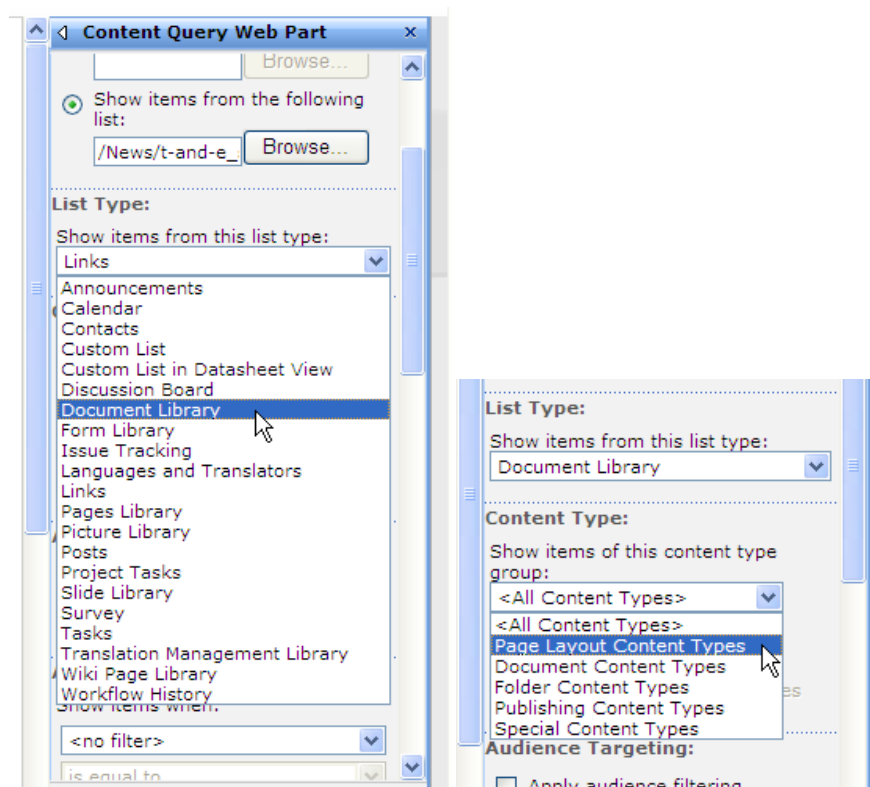 Content Query Web Part
Browse...
Show items from the following
list:
/News/t-and-e_
Browse...
List Type:
Show items from this list type:
Links
Announcements
Calendar
Contacts
Custom List
Custom List in Datasheet View
Discussion Board
Document Library
Form Library
Issue Tracking
Languages and Translators
Links
Pages Library
Picture Library
Posts
Project Tasks
Slide Library
Survey
Tasks
Translation Management Library
Wiki Page Library
Workflow History
Show items when:
<no filter>
is equal to
List Type:
Show items from this list type:
Document Library
Content Type:
Show items of this content type
group:
<All Content Types>
<All Content Types>
Page Layout Content Types
Document Content Types
Folder Content Types
Publishing Content Types
Special Content Types
Audience Targeting:
Apply audience filtering